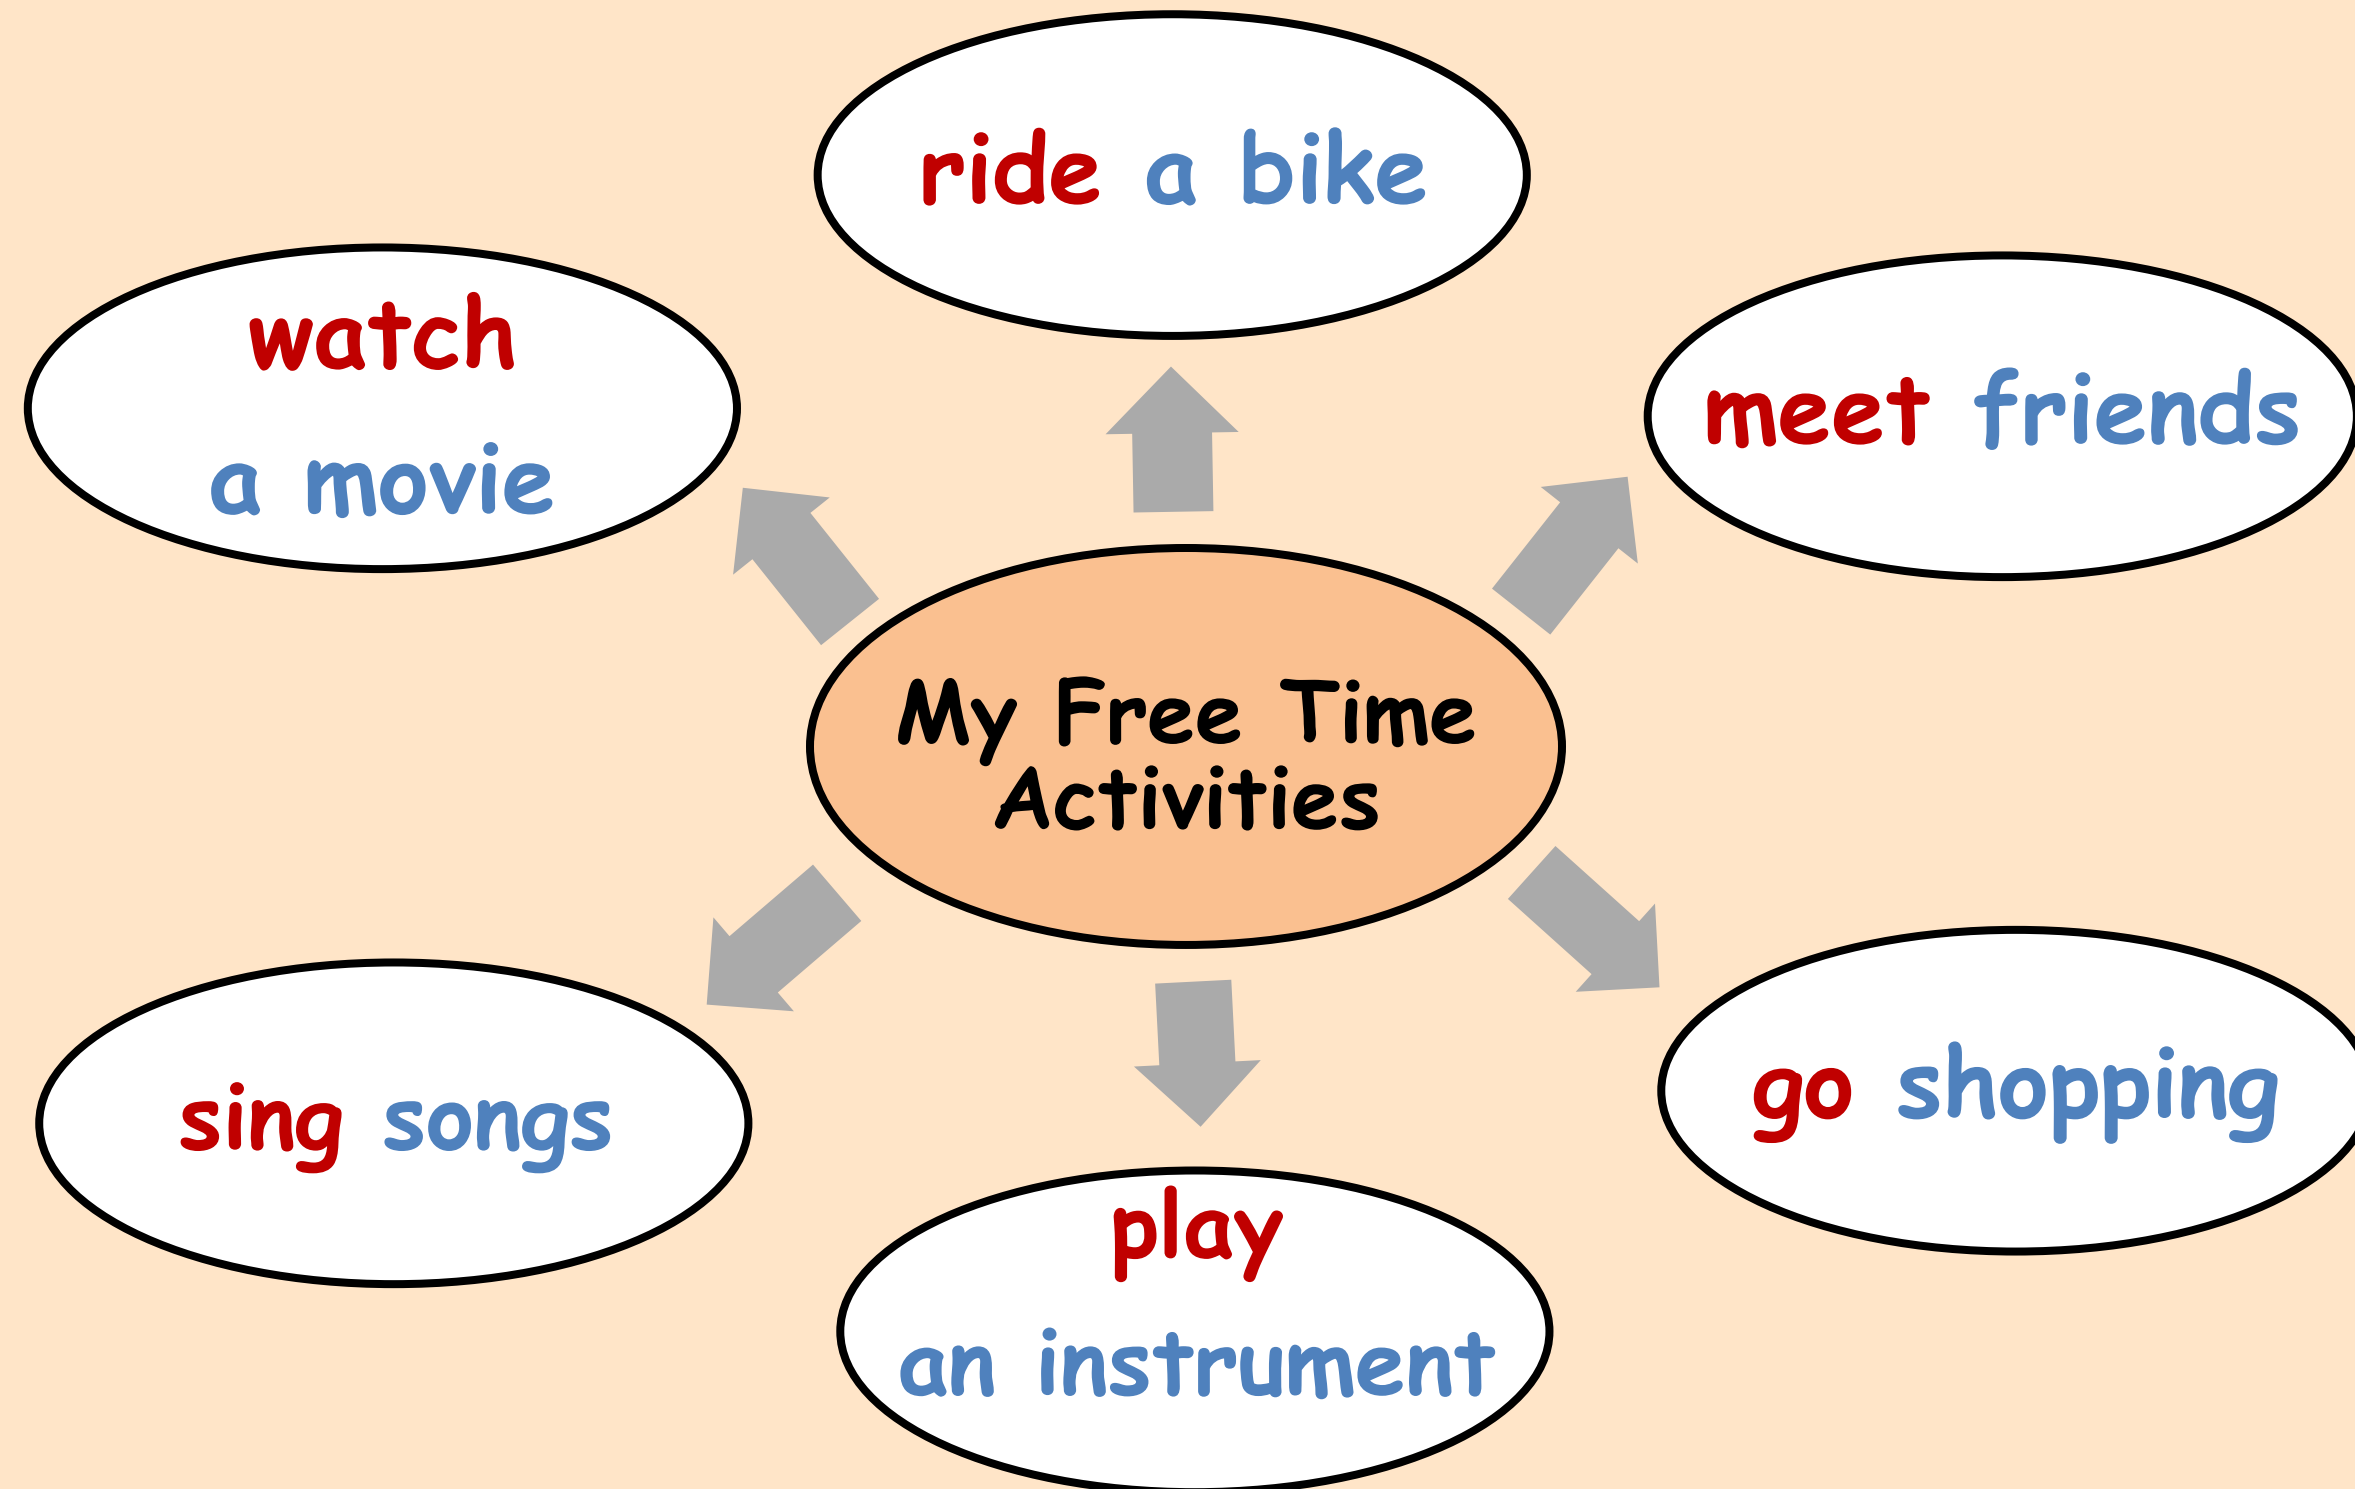 ride a bike
watch
a movie
meet friends
My Free Time
Activities
sing songs
go shopping
play
an instrument